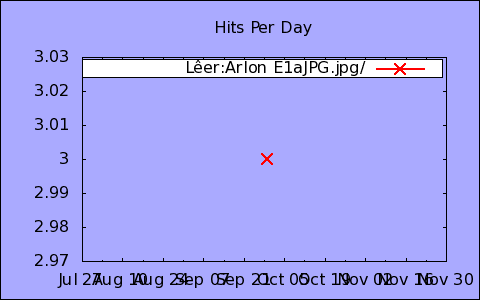 Hits Per Day
Lêer:Arlon E1aJPG.jpg/
3.03
3.02
3.01
3
2.99
2.98
2.97
Jul 27 Aug 10 Aug 24 Sep 07 Sep 21 Oct 05 Oct 19 Nov 02 Nov 16 Nov 30